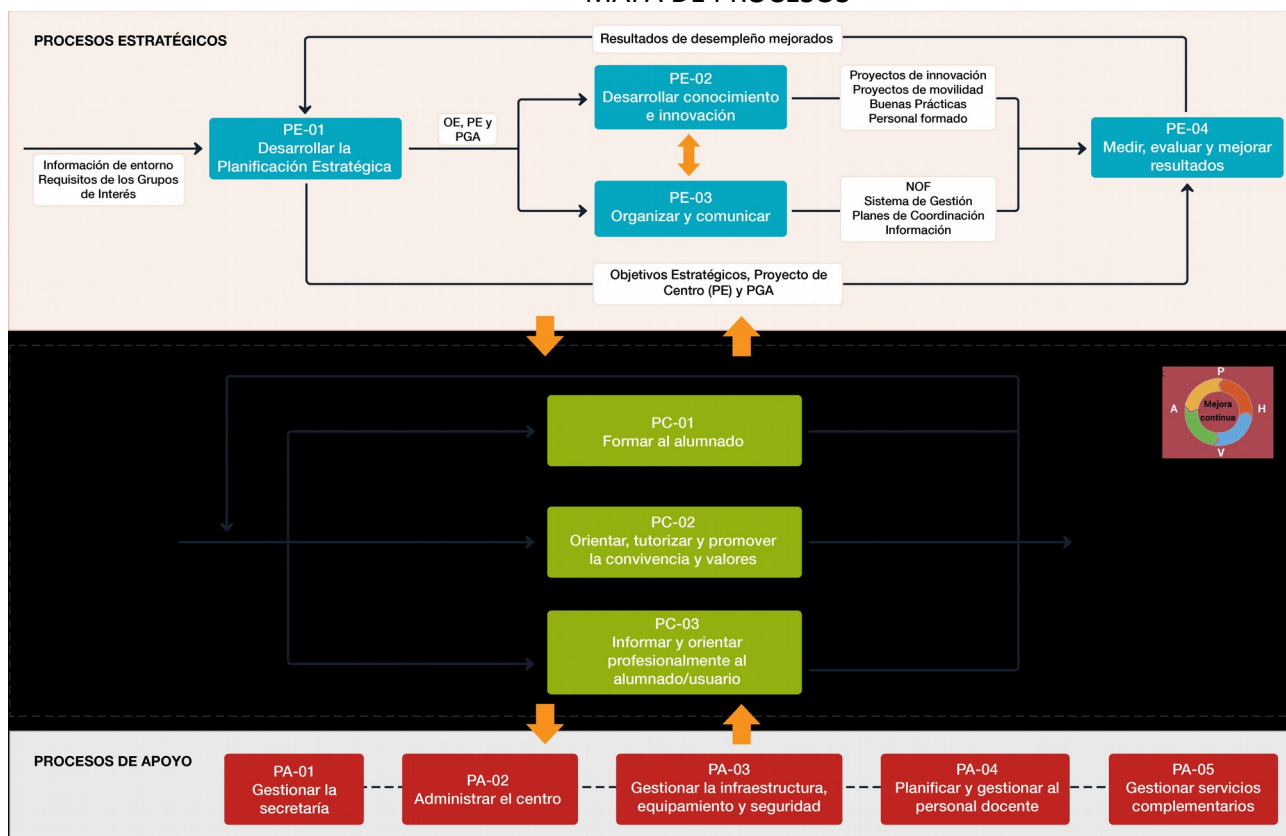 MAPA DE PROCESOS
PROCESOS ESTRATÉGICOS
Resultados de desempleño mejorados
PE-02
Desarrollar conocimiento
e innovación
Proyectos de innovación
Proyectos de movilidad
Buenas Prácticas
Personal formado
OE, PE y
PGA
PE-01
Desarrollar la
Planificación Estratégica
PE-04
Medir, evaluar y mejorar
resultados
Información de entorno
Requisitos de los Grupos
de Interés
PE-03
Organizar y comunicar
NOF
Sistema de Gestión
Planes de Coordinación
Información
Objetivos Estratégicos, Proyecto de
Centro (PE) y PGA
PC-01
Formar al alumnado
P
A
Mejora
continua
H
V
PC-02
Orientar, tutorizar y promover
la convivencia y valores
PC-03
Informar y orientar
profesionalmente al
alumnado/usuario
PROCESOS DE APOYO
PA-01
Gestionar la
secretaría
PA-02
Administrar el centro
PA-03
Gestionar la infraestructura,
equipamiento y seguridad
PA-04
Planificar y gestionar al
personal docente
PA-05
Gestionar servicios
complementarios